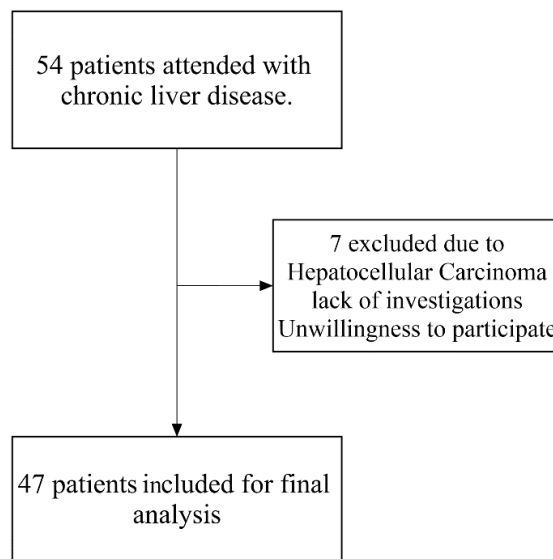 54 patients attended with
chronic liver disease.
7 excluded due to
Hepatocellular Carcinoma
lack of investigations
Unwillingness to participate
47 patients included for final
analysis